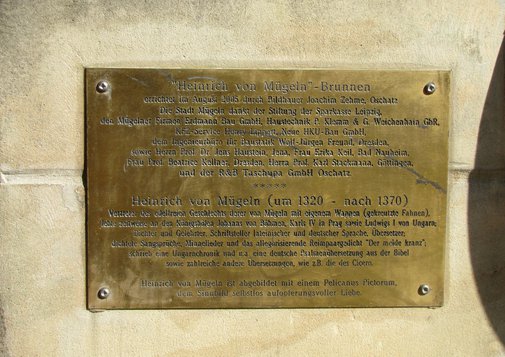 "Heinrich von Mügeln"-Brunnen
errichtet im August 2008 durch Bildhauer Joachim Zehme, Oschatz
Die Stadt Mügeln dankt der Stiftung der Sparkasse Leipzig,
den Mügelner Firmen Erdmann Bau GmbH, Haustechnik P. Klemm & G. Weichenhain GbR,
Kfz-Service Henry Liggett, Neue HKU-Bau GmbH,
dem Ingenieurbüro für Baustatik Wolf-Jürgen Freund, Dresden,
sowie Herrn Prof. Dr. Jens Haustein, Jena, Frau Erika Keil, Bad Nauheim,
Frau Prof. Beatrice Kellner, Dresden, Herrn Prof. Karl Stackmann, Göttingen,
und der R&B Taschupa GmbH Oschatz.
*****
Heinrich von Mügeln (um 1320 - nach 1370)
Vertreter des edelfreien Geschlechts derer von Mügeln mit eigenem Wappen (gekreuzte Fahnen),
lebte zeitweise an den Königshöfen Johanns von Böhmen, Karls IV in Prag sowie Ludwigs I von Ungarn;
Dichter und Gelehrter, Schriftsteller lateinischer und deutscher Sprache, Übersetzer;
dichtete Sangsprüche, Minnelieder und das allegorisierende Reimpaargedicht "Der meide kranz";
schrieb eine Ungarnchronik und u.a. eine deutsche Psalmenübersetzung aus der Bibel
sowie zahlreiche andere Übersetzungen, wie z.B. die des Cicero.
Heinrich von Mügeln ist abgebildet mit einem Pelicanus Pictorum,
dem Sinnbild selbstlos aufopferungsvoller Liebe.